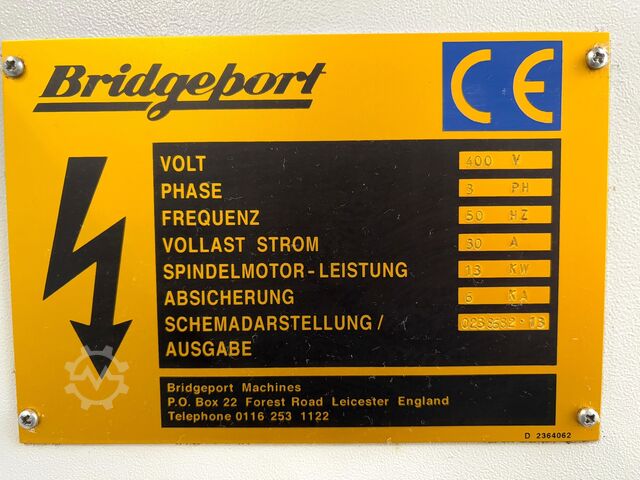 Bridgeport
CE
VOLT 400 V
PHASE 3 PH
FREQUENZ 50 HZ
VOLLAST STROM 30 A
SPINDELMOTOR-LEISTUNG 13 KW
ABSICHERUNG 6 KA
SCHEMADARSTELLUNG/
AUSGABE
Bridgeport Machines
P.O. Box 22 Forest Road Leicester England
Telephone 0116 253 1122
D 2364062